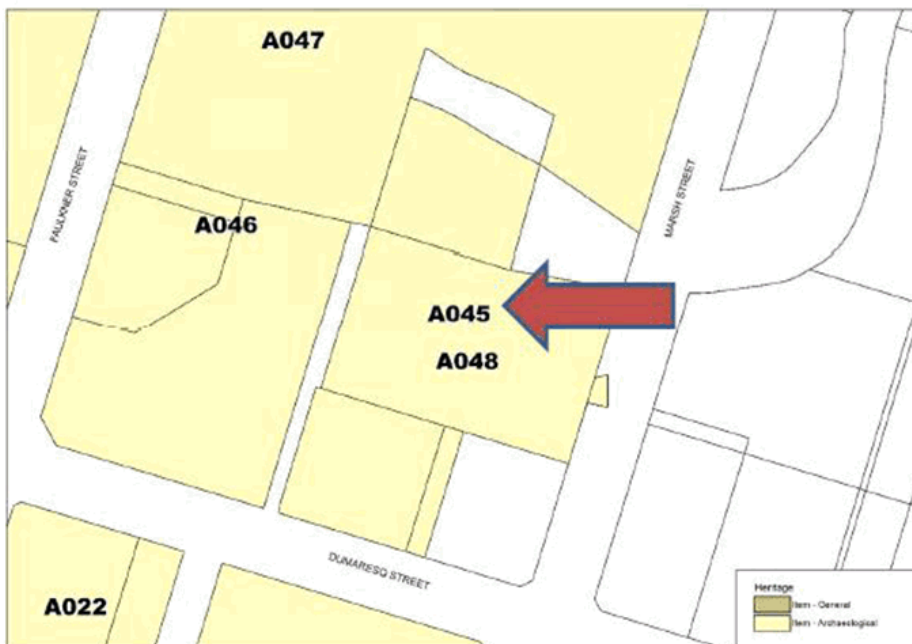 A047
FAULKNER STREET
MARSH STREET
A046
A045
A048
DUMARESQ STREET
A022
Heritage
Item - General
Item - Archaeological